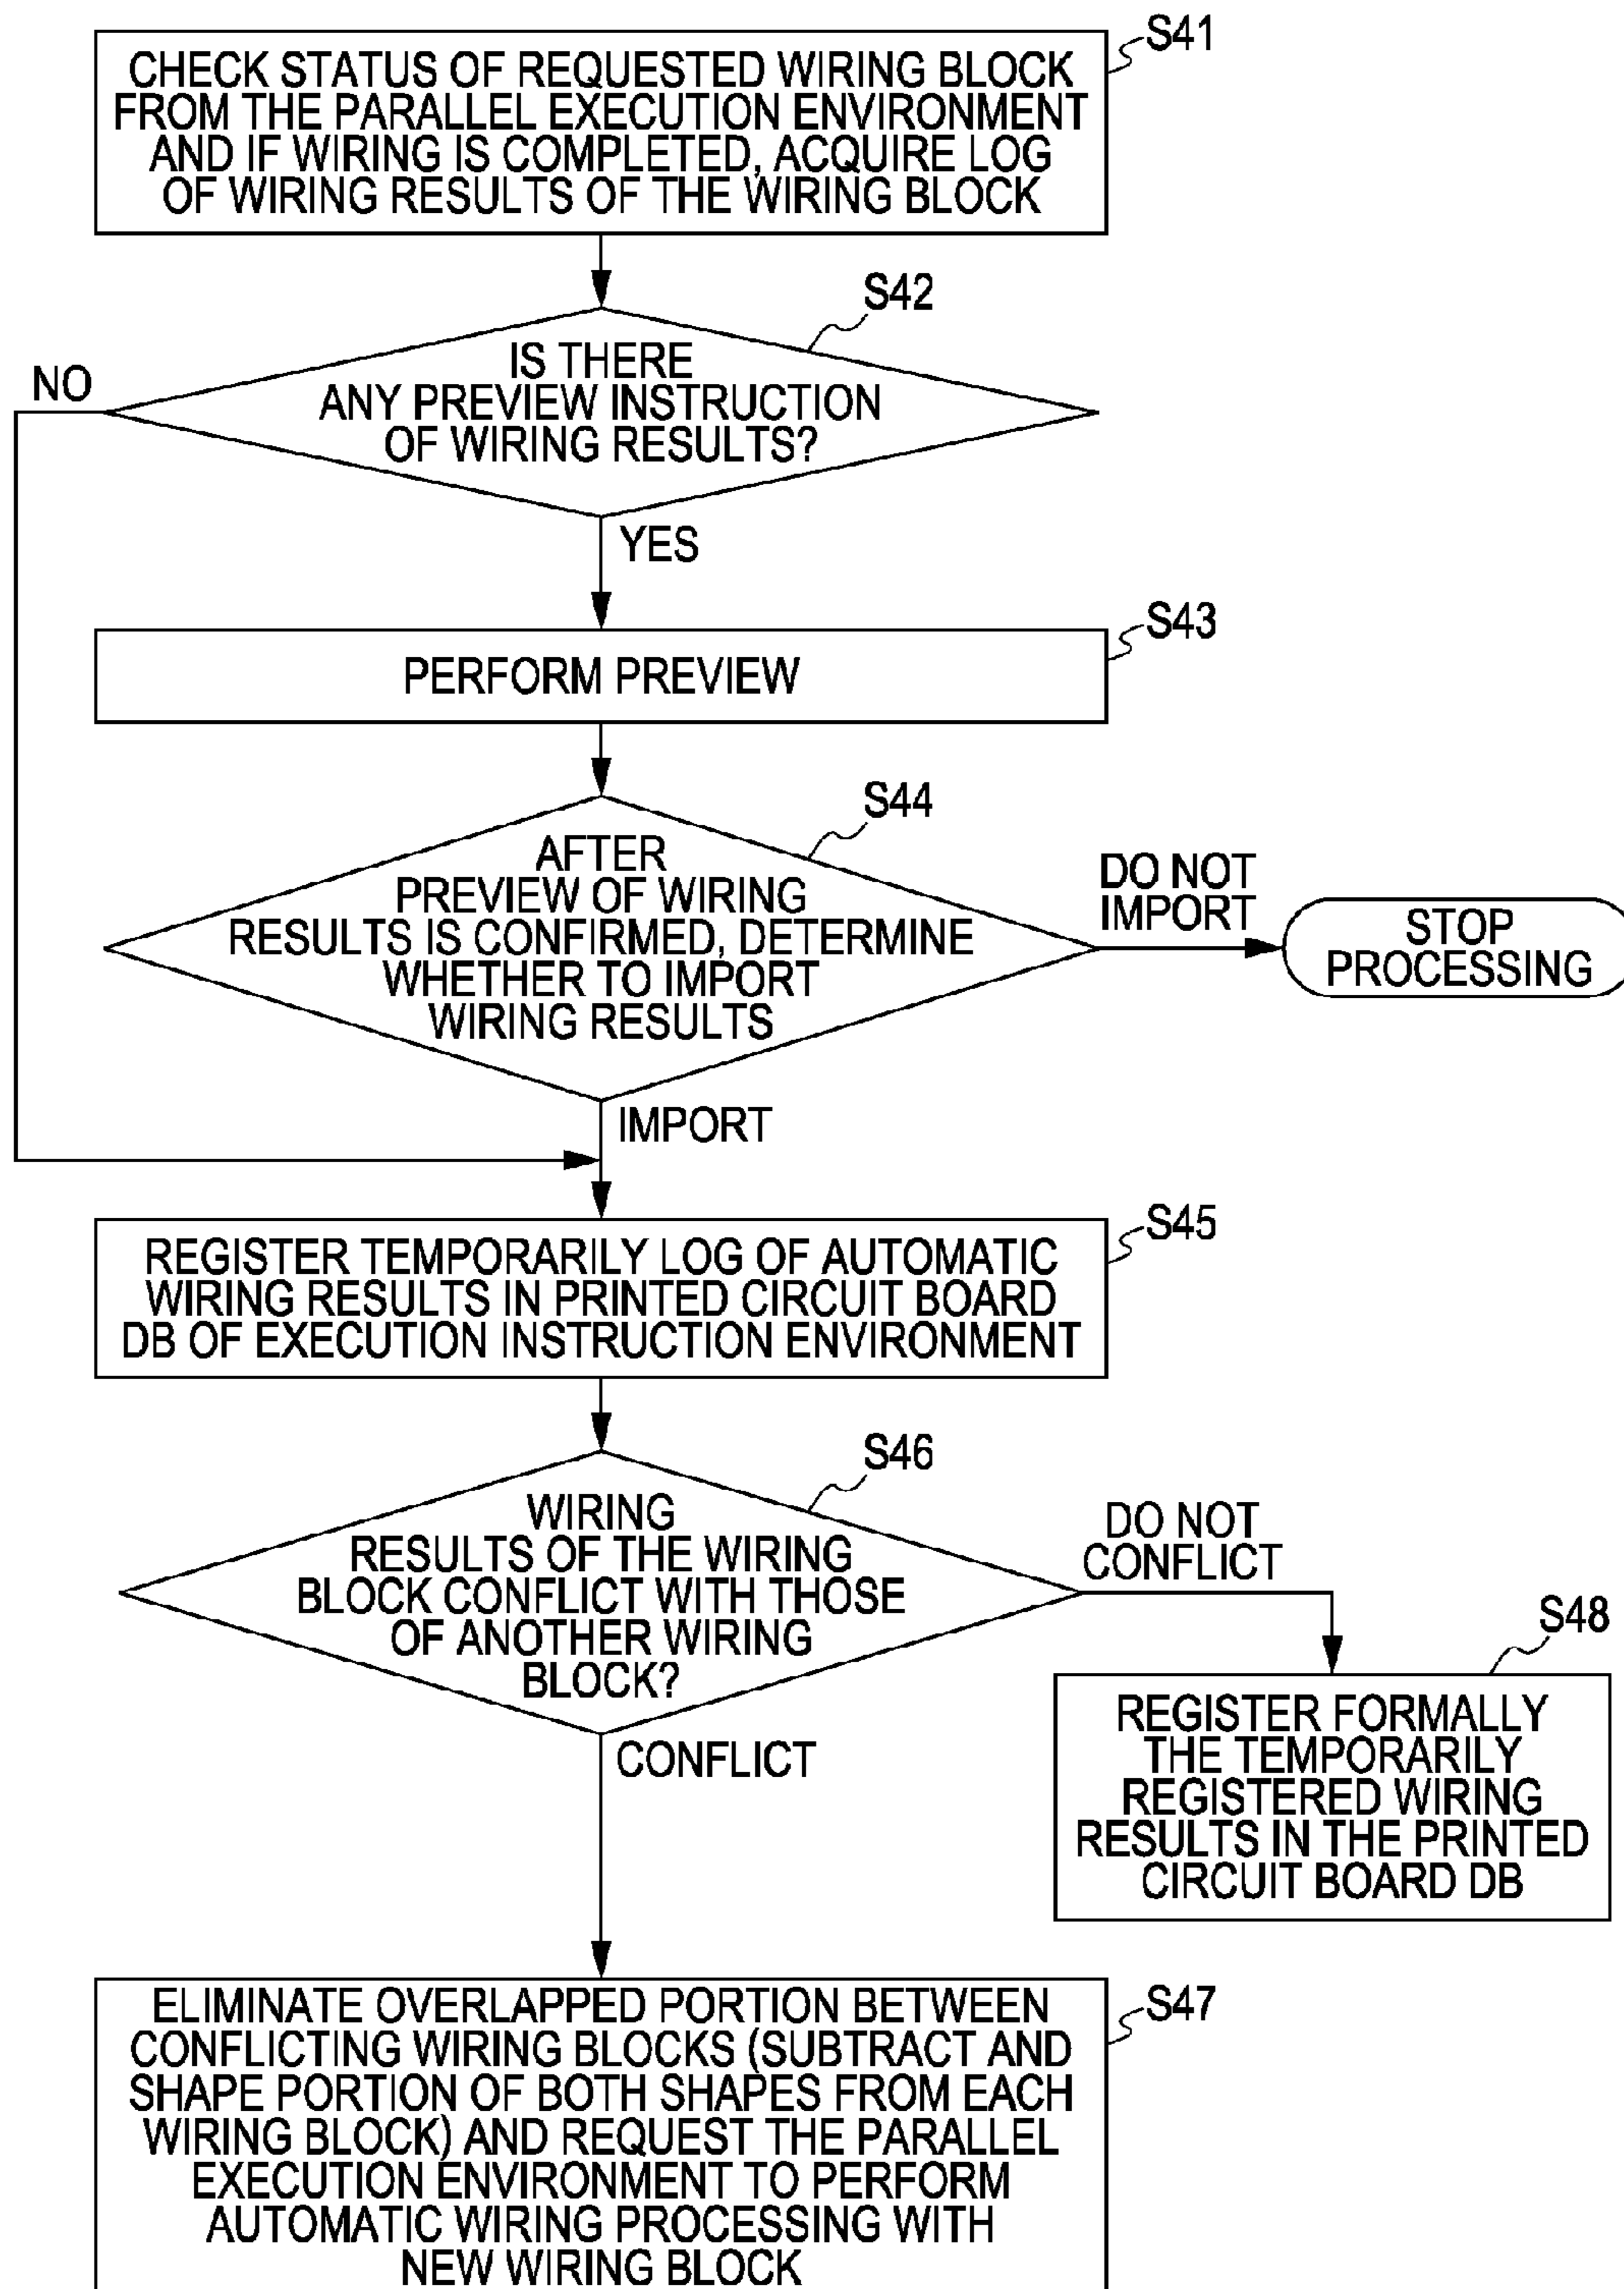 S41
CHECK STATUS OF REQUESTED WIRING BLOCK
FROM THE PARALLEL EXECUTION ENVIRONMENT
AND IF WIRING IS COMPLETED, ACQUIRE LOG
OF WIRING RESULTS OF THE WIRING BLOCK
S42
IS THERE
ANY PREVIEW INSTRUCTION
OF WIRING RESULTS?
NO
YES
S43
PERFORM PREVIEW
S44
AFTER
PREVIEW OF WIRING
RESULTS IS CONFIRMED, DETERMINE
WHETHER TO IMPORT
WIRING RESULTS
DO NOT
IMPORT
STOP
PROCESSING
IMPORT
S45
REGISTER TEMPORARILY LOG OF AUTOMATIC
WIRING RESULTS IN PRINTED CIRCUIT BOARD
DB OF EXECUTION INSTRUCTION ENVIRONMENT
S46
WIRING
RESULTS OF THE WIRING
BLOCK CONFLICT WITH THOSE
OF ANOTHER WIRING
BLOCK?
DO NOT
CONFLICT
S48
REGISTER FORMALLY
THE TEMPORARILY
REGISTERED WIRING
RESULTS IN THE PRINTED
CIRCUIT BOARD DB
CONFLICT
S47
ELIMINATE OVERLAPPED PORTION BETWEEN
CONFLICTING WIRING BLOCKS (SUBTRACT AND
SHAPE PORTION OF BOTH SHAPES FROM EACH
WIRING BLOCK) AND REQUEST THE PARALLEL
EXECUTION ENVIRONMENT TO PERFORM
AUTOMATIC WIRING PROCESSING WITH
NEW WIRING BLOCK